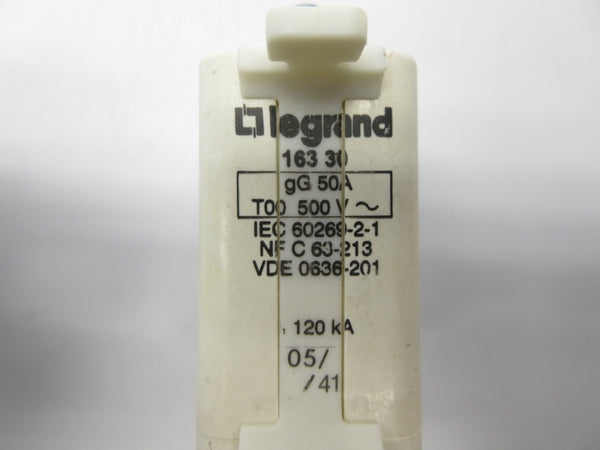 legrand
163 30
gG 50A
T00 500 V ~
IEC 60269-2-1
NF C 63-213
VDE 0636-201
120 kA
05/
/41